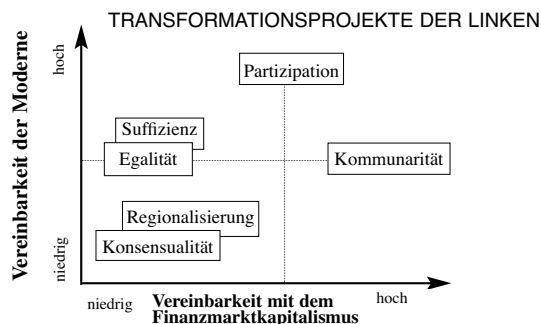 TRANSFORMATIONSPROJEKTE DER LINKEN
Vereinbarkeit der Moderne
hoch
niedrig
Partizipation
Suffizienz
Egalität
Kommunarität
Regionalisierung
Konsensualität
niedrig
Vereinbarkeit mit dem
Finanzmarktkapitalismus
hoch